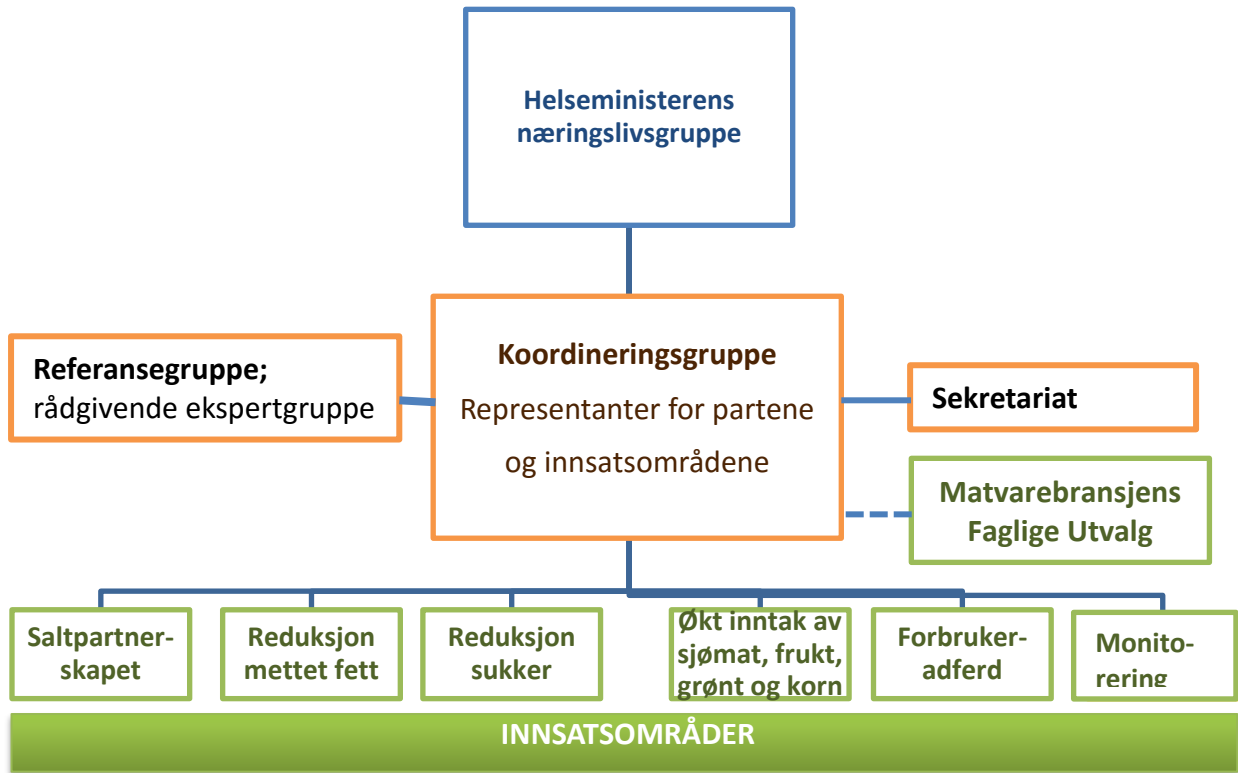 Helseministerens
næringslivsgruppe
Referansegruppe;
rådgivende ekspertgruppe
Koordineringsgruppe
Representanter for partene
og innsatsområdene
Sekretariat
Matvarebransjens
Faglige Utvalg
Saltpartner-
skapet
Reduksjon
mettet fett
Reduksjon
sukker
Økt inntak av
sjømat, frukt,
grønt og korn
Forbruker-
adferd
Monito-
rering
INNSATSOMRÅDER